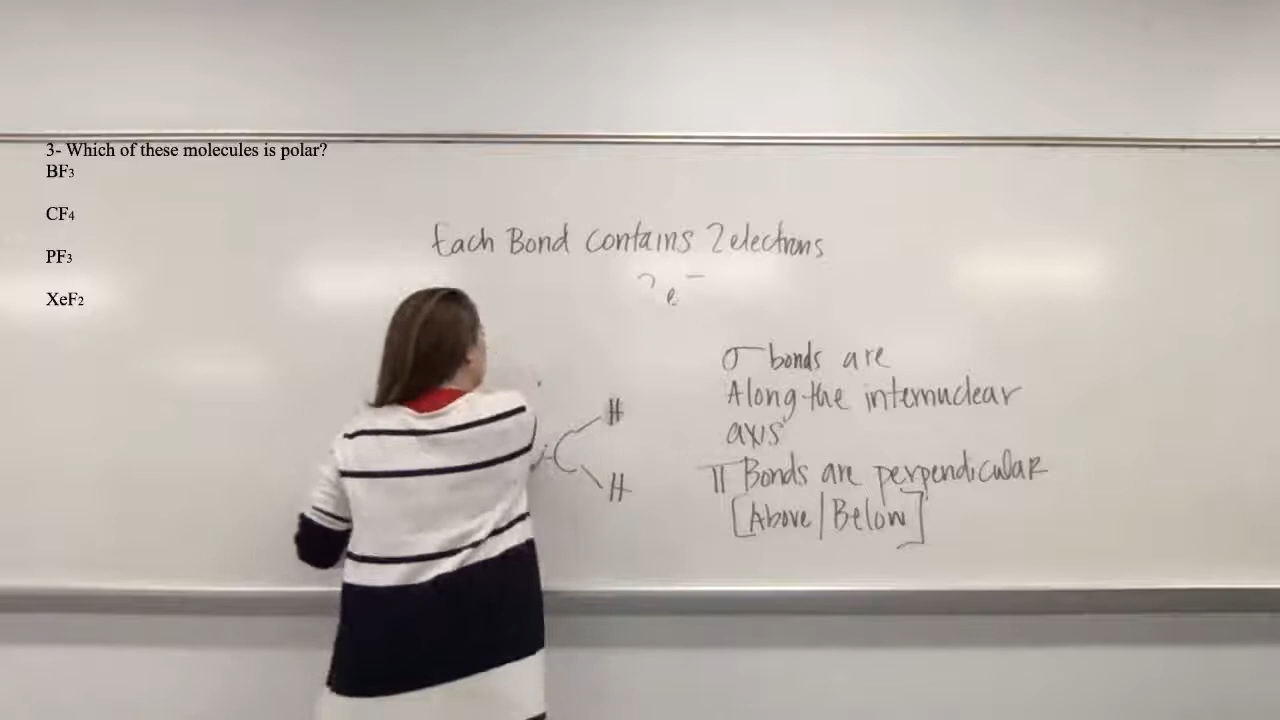 3- Which of these molecules is polar?
BF3
CF4
PF3
XeF2
Each Bond contains 2 electrons
2 e⁻
C
H
H
σ bonds are
Along the internuclear
axis
π Bonds are perpendicular
[Above/Below]